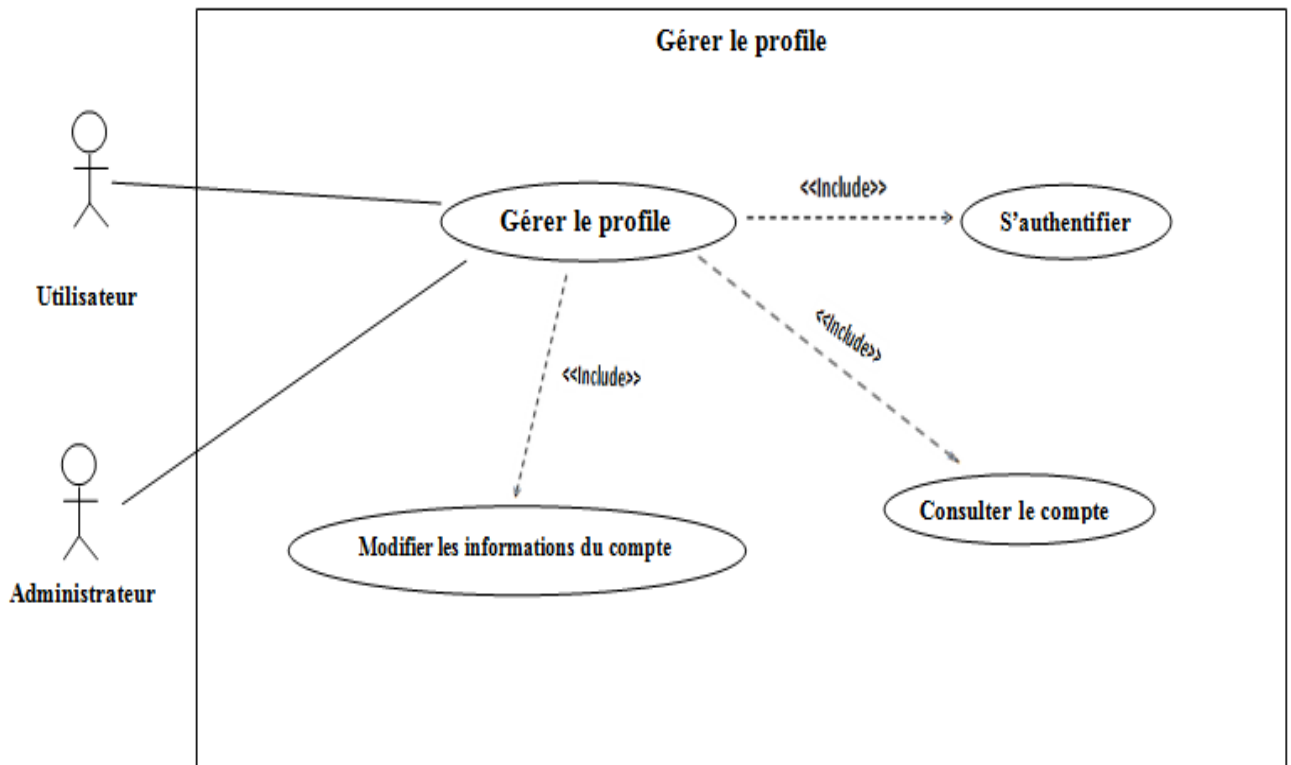 Gérer le profile
<<Include>>
Gérer le profile
S'authentifier
Utilisateur
<<Include>>
<<Include>>
Consulter le compte
Modifier les informations du compte
Administrateur